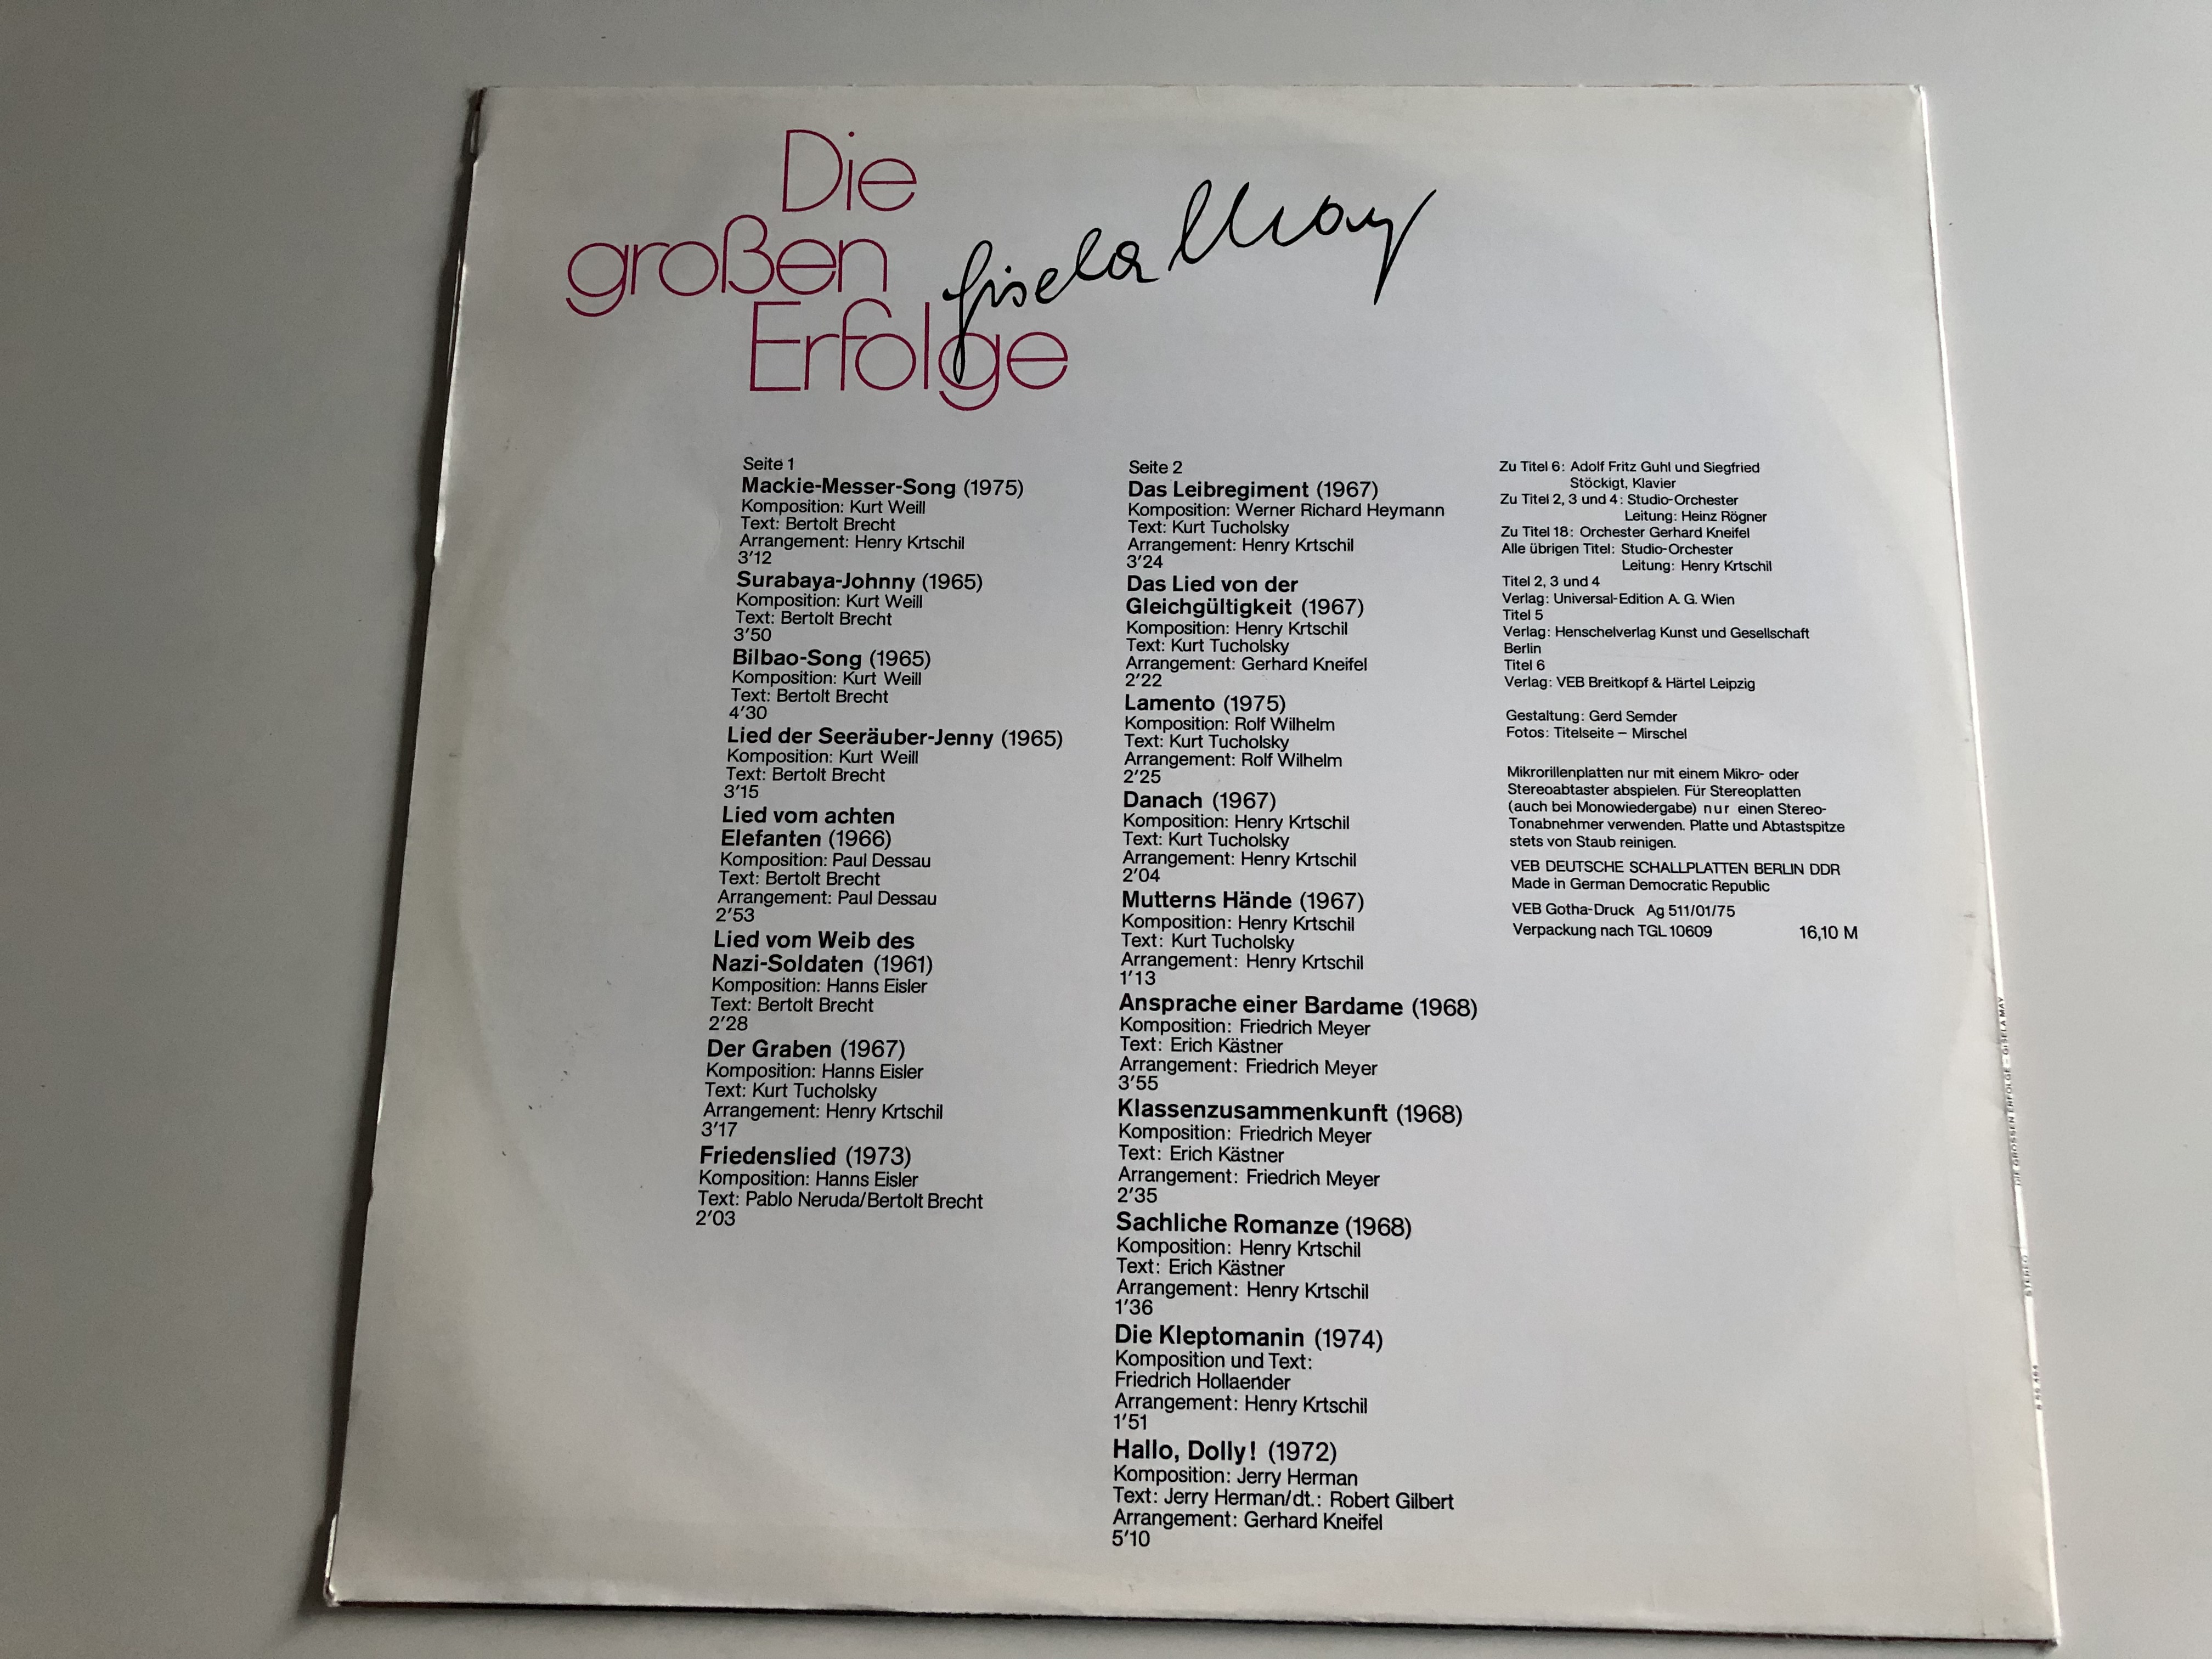 Die
großen
Erfolge
Gisela May
Seite 1
Mackie-Messer-Song (1975)
Komposition: Kurt Weill
Text: Bertolt Brecht
Arrangement: Henry Krtschil
3'12
Surabaya-Johnny (1965)
Komposition: Kurt Weill
Text: Bertolt Brecht
3'50
Bilbao-Song (1965)
Komposition: Kurt Weill
Text: Bertolt Brecht
4'30
Lied der Seeräuber-Jenny (1965)
Komposition: Kurt Weill
Text: Bertolt Brecht
3'15
Lied vom achten
Elefanten (1966)
Komposition: Paul Dessau
Text: Bertolt Brecht
Arrangement: Paul Dessau
2'53
Lied vom Weib des
Nazi-Soldaten (1961)
Komposition: Hanns Eisler
Text: Bertolt Brecht
2'28
Der Graben (1967)
Komposition: Hanns Eisler
Text: Kurt Tucholsky
Arrangement: Henry Krtschil
3'17
Friedenslied (1973)
Komposition: Hanns Eisler
Text: Pablo Neruda/Bertolt Brecht
2'03
Seite 2
Das Leibregiment (1967)
Komposition: Werner Richard Heymann
Text: Kurt Tucholsky
Arrangement: Henry Krtschil
3'24
Das Lied von der
Gleichgültigkeit (1967)
Komposition: Henry Krtschil
Text: Kurt Tucholsky
Arrangement: Gerhard Kneifel
2'22
Lamento (1975)
Komposition: Rolf Wilhelm
Text: Kurt Tucholsky
Arrangement: Rolf Wilhelm
2'25
Danach (1967)
Komposition: Henry Krtschil
Text: Kurt Tucholsky
Arrangement: Henry Krtschil
2'04
Mutterns Hände (1967)
Komposition: Henry Krtschil
Text: Kurt Tucholsky
Arrangement: Henry Krtschil
1'13
Ansprache einer Bardame (1968)
Komposition: Friedrich Meyer
Text: Erich Kästner
Arrangement: Friedrich Meyer
3'55
Klassenzusammenkunft (1968)
Komposition: Friedrich Meyer
Text: Erich Kästner
Arrangement: Friedrich Meyer
2'35
Sachliche Romanze (1968)
Komposition: Henry Krtschil
Text: Erich Kästner
Arrangement: Henry Krtschil
1'36
Die Kleptomanin (1974)
Komposition und Text:
Friedrich Hollaender
Arrangement: Henry Krtschil
1'51
Hallo, Dolly! (1972)
Komposition: Jerry Herman
Text: Jerry Herman/dt.: Robert Gilbert
Arrangement: Gerhard Kneifel
5'10
Zu Titel 6: Adolf Fritz Guhl und Siegfried
Stöckigt, Klavier
Zu Titel 2, 3 und 4: Studio-Orchester
Leitung: Heinz Rögner
Zu Titel 18: Orchester Gerhard Kneifel
Alle übrigen Titel: Studio-Orchester
Leitung: Henry Krtschil
Titel 2, 3 und 4
Verlag: Universal-Edition A. G. Wien
Titel 5
Verlag: Henschelverlag Kunst und Gesellschaft
Berlin
Titel 6
Verlag: VEB Breitkopf & Härtel Leipzig
Gestaltung: Gerd Semder
Fotos: Titelseite – Mirschel
Mikrorillenplatten nur mit einem Mikro- oder
Stereoabtaster abspielen. Für Stereoplatten
(auch bei Monowiedergabe) nur einen Stereo-
Tonabnehmer verwenden. Platte und Abtastspitze
stets von Staub reinigen.
VEB DEUTSCHE SCHALLPLATTEN BERLIN DDR
Made in German Democratic Republic
VEB Gotha-Druck Ag 511/01/75
Verpackung nach TGL 10609 16,10 M
DIE GROSSEN ERFOLGE – GISELA MAY
STEREO